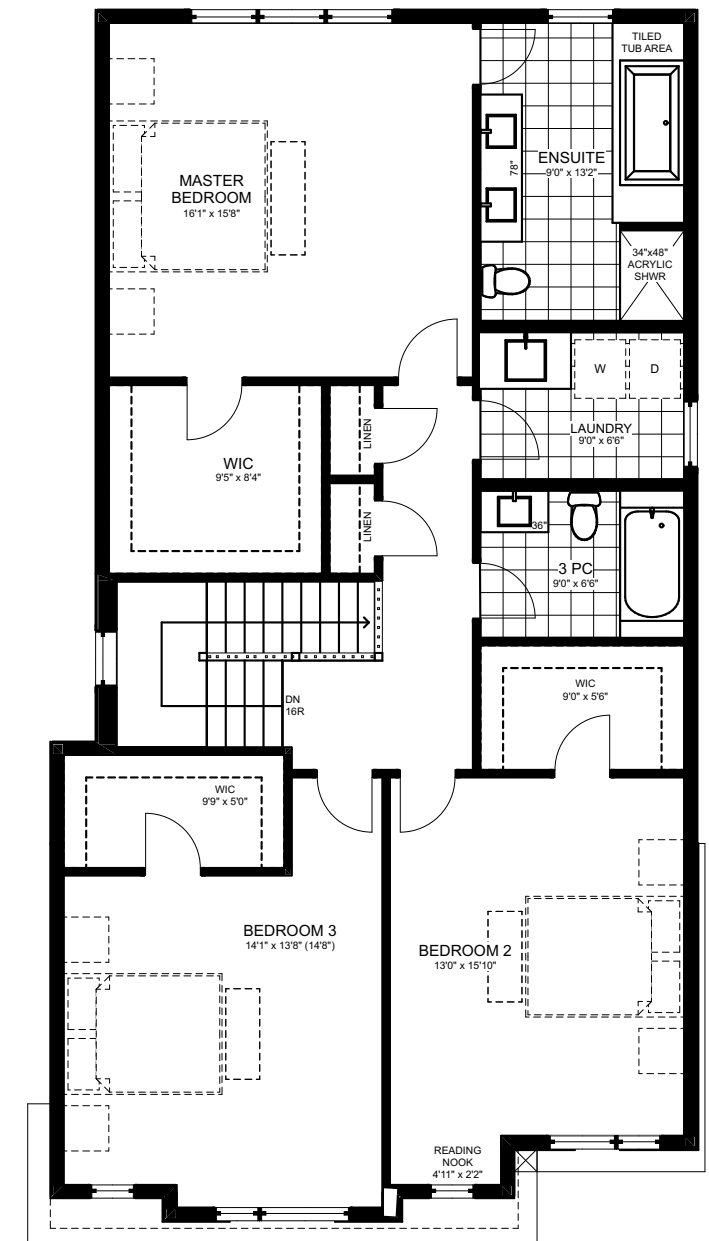 TILED
TUB AREA
MASTER
BEDROOM
16'1" x 15'8"
78"
ENSUITE
9'0" x 13'2"
34"x48"
ACRYLIC
SHWR
W
D
LAUNDRY
9'0" x 6'6"
LINEN
WIC
9'5" x 8'4"
LINEN
36"
3 PC
9'0" x 6'6"
WIC
9'0" x 5'6"
DN
16R
WIC
9'9" x 5'0"
BEDROOM 3
14'1" x 13'8" (14'8")
BEDROOM 2
13'0" x 15'10"
READING
NOOK
4'11" x 2'2"